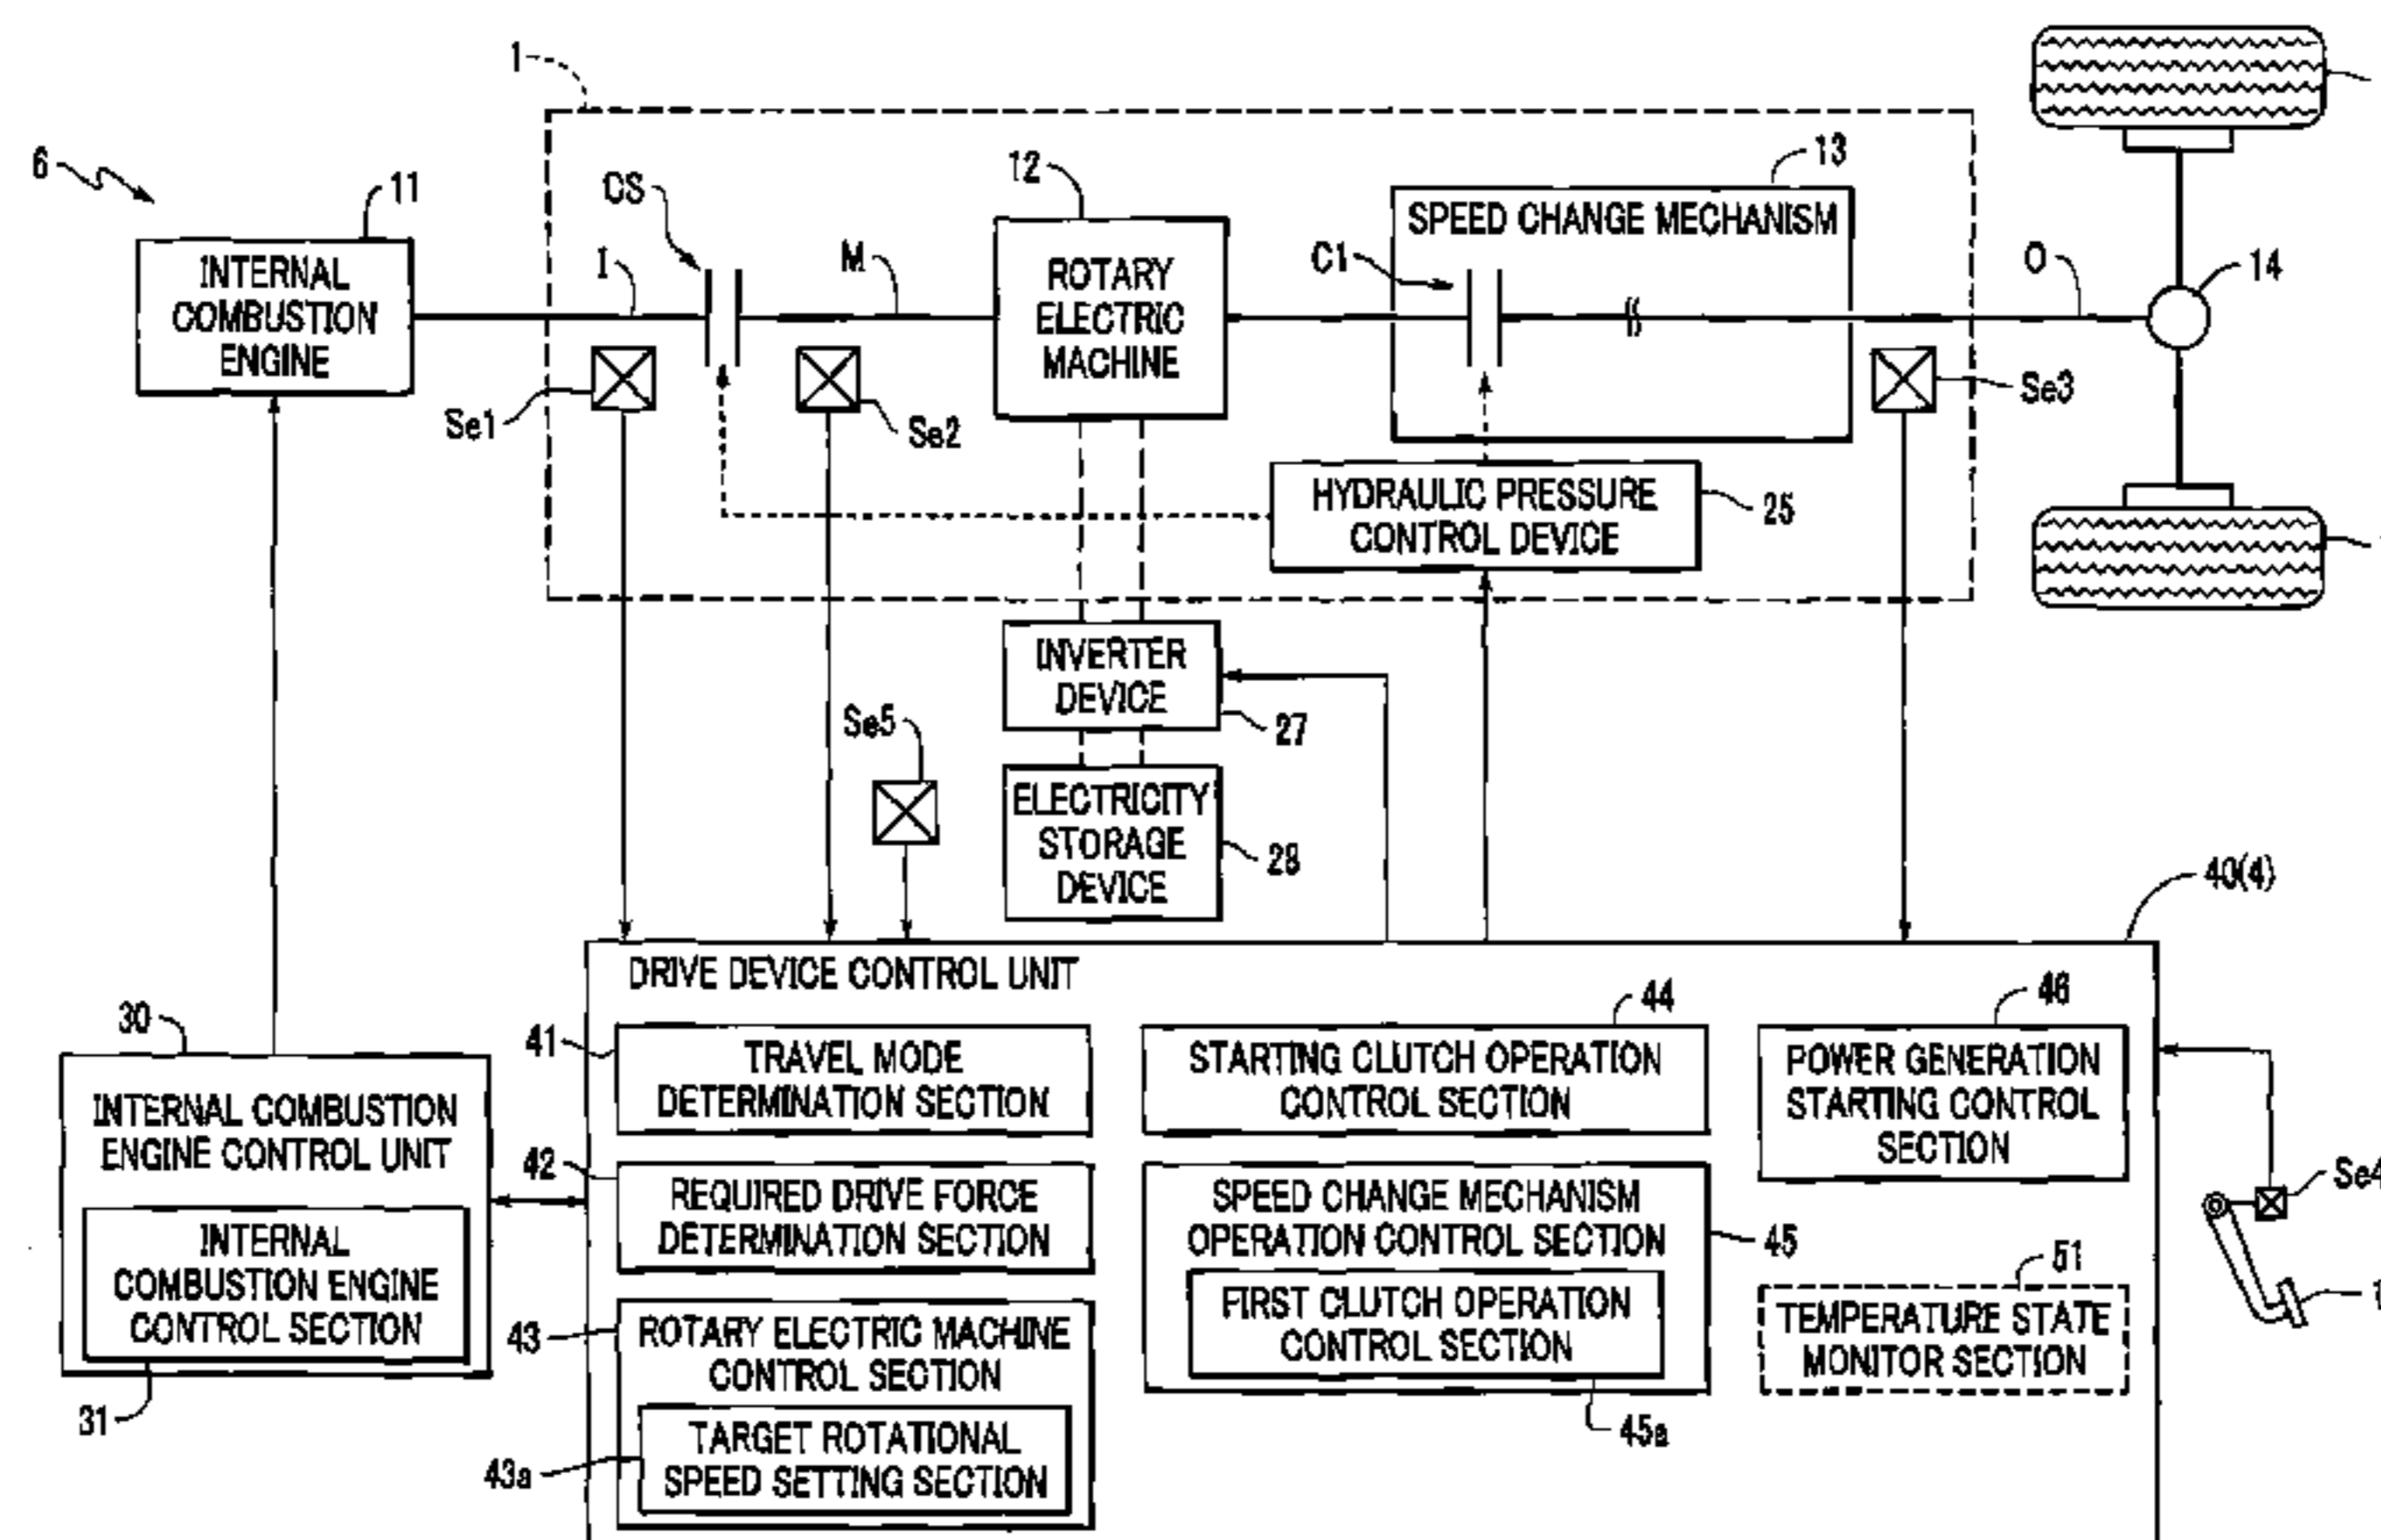 1
6
11
CS
12
13
INTERNAL
COMBUSTION
ENGINE
I
M
ROTARY
ELECTRIC
MACHINE
SPEED CHANGE MECHANISM
C1
O
14
Se1
Se2
Se3
HYDRAULIC PRESSURE
CONTROL DEVICE
25
INVERTER
DEVICE
27
Se5
ELECTRICITY
STORAGE
DEVICE
28
40(4)
DRIVE DEVICE CONTROL UNIT
30
INTERNAL COMBUSTION
ENGINE CONTROL UNIT
INTERNAL
COMBUSTION ENGINE
CONTROL SECTION
31
41
TRAVEL MODE
DETERMINATION SECTION
42
REQUIRED DRIVE FORCE
DETERMINATION SECTION
43
ROTARY ELECTRIC MACHINE
CONTROL SECTION
43a
TARGET ROTATIONAL
SPEED SETTING SECTION
44
STARTING CLUTCH OPERATION
CONTROL SECTION
SPEED CHANGE MECHANISM
OPERATION CONTROL SECTION
45
FIRST CLUTCH OPERATION
CONTROL SECTION
45a
46
POWER GENERATION
STARTING CONTROL
SECTION
51
TEMPERATURE STATE
MONITOR SECTION
Se4